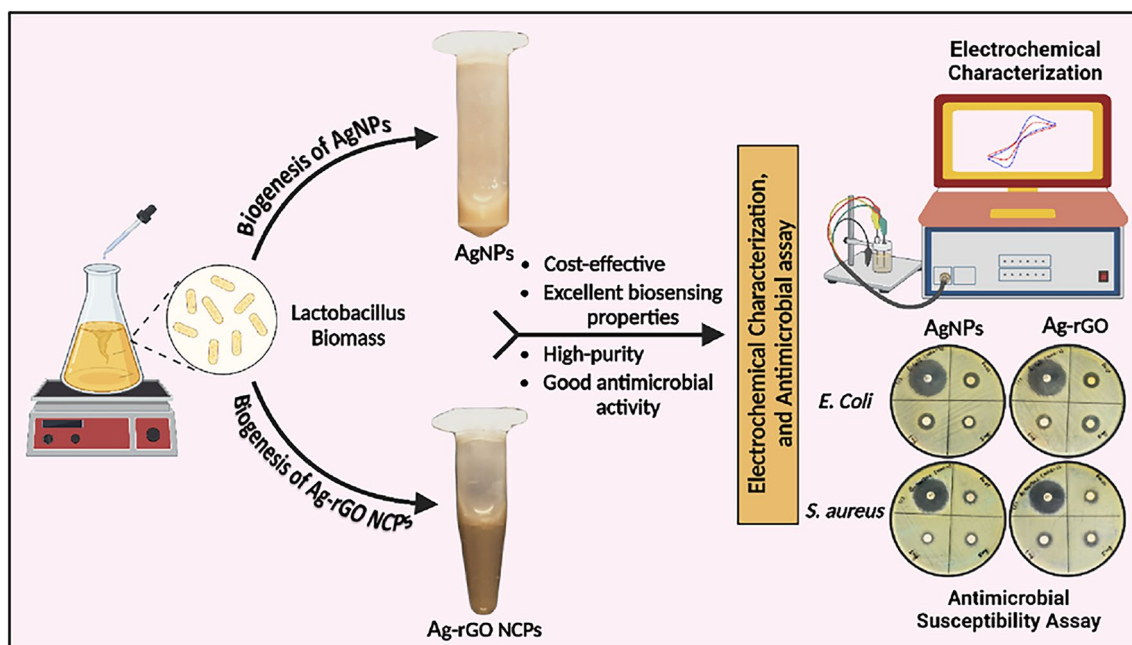 Biogenesis of AgNPs
AgNPs
Lactobacillus
Biomass
Biogenesis of Ag-rGO NCPs
Ag-rGO NCPs
• Cost-effective
• Excellent biosensing
properties
• High-purity
• Good antimicrobial
activity
Electrochemical Characterization,
and Antimicrobial assay
Electrochemical
Characterization
AgNPs
Ag-rGO
E. Coli
S. aureus
Antimicrobial
Susceptibility Assay